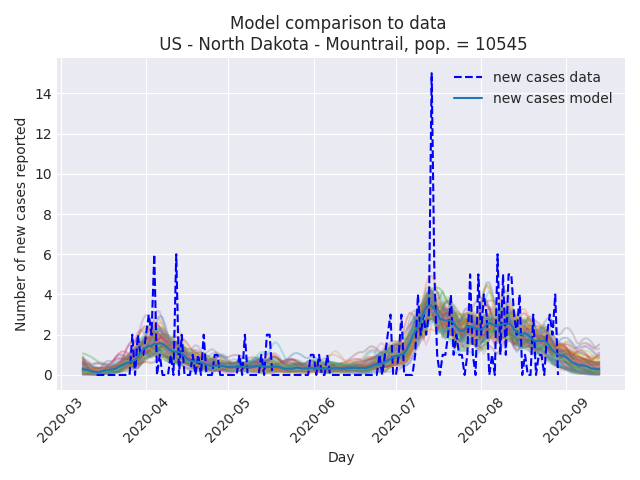 Model comparison to data
US - North Dakota - Mountrail, pop. = 10545
new cases data
new cases model
Number of new cases reported
14
12
10
8
6
4
2
0
2020-03
2020-04
2020-05
2020-06
2020-07
2020-08
2020-09
Day